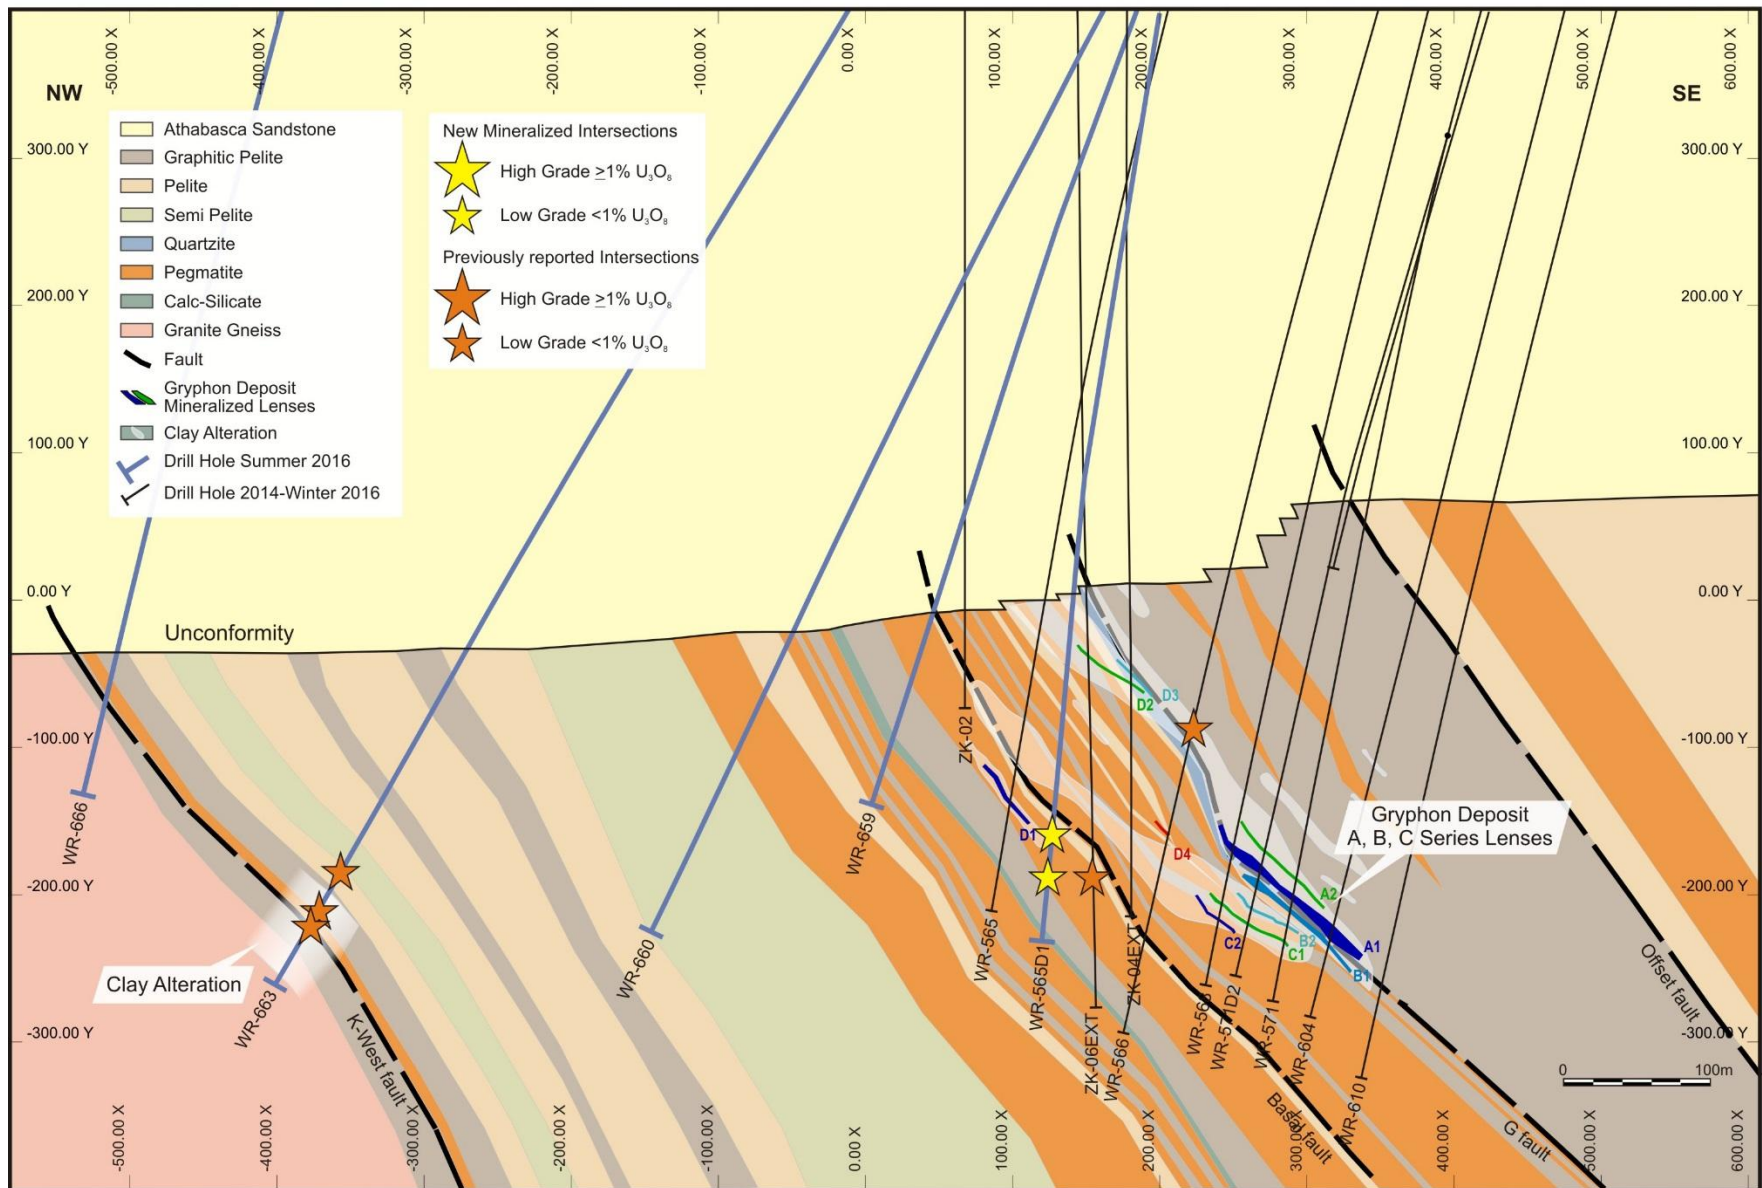 -500.00 X
-400.00 X
-300.00 X
-200.00 X
-100.00 X
0.00 X
100.00 X
200.00 X
300.00 X
400.00 X
500.00 X
600.00 X
NW
SE
Athabasca Sandstone
Graphitic Pelite
Pelite
Semi Pelite
Quartzite
Pegmatite
Calc-Silicate
Granite Gneiss
Fault
Gryphon Deposit
Mineralized Lenses
Clay Alteration
Drill Hole Summer 2016
Drill Hole 2014-Winter 2016
New Mineralized Intersections
High Grade ≥1% U₃O₈
Low Grade <1% U₃O₈
Previously reported Intersections
High Grade ≥1% U₃O₈
Low Grade <1% U₃O₈
300.00 Y
300.00 Y
200.00 Y
200.00 Y
100.00 Y
100.00 Y
0.00 Y
0.00 Y
-100.00 Y
-100.00 Y
-200.00 Y
-200.00 Y
-300.00 Y
-300.00 Y
Unconformity
D3
D2
ZK-02
D1
D4
WR-666
WR-659
Gryphon Deposit
A, B, C Series Lenses
A2
A1
B2
B1
C2
C1
Clay Alteration
WR-663
WR-660
WR-565
WR-565D1
ZK-06EXT
ZK-04EXT
WR-566
WR-571D2
WR-571
WR-604
WR-610
K-West fault
Basal fault
G fault
Offset fault
0 100m
-500.00 X
-400.00 X
-300.00 X
-200.00 X
-100.00 X
0.00 X
100.00 X
200.00 X
300.00 X
400.00 X
500.00 X
600.00 X